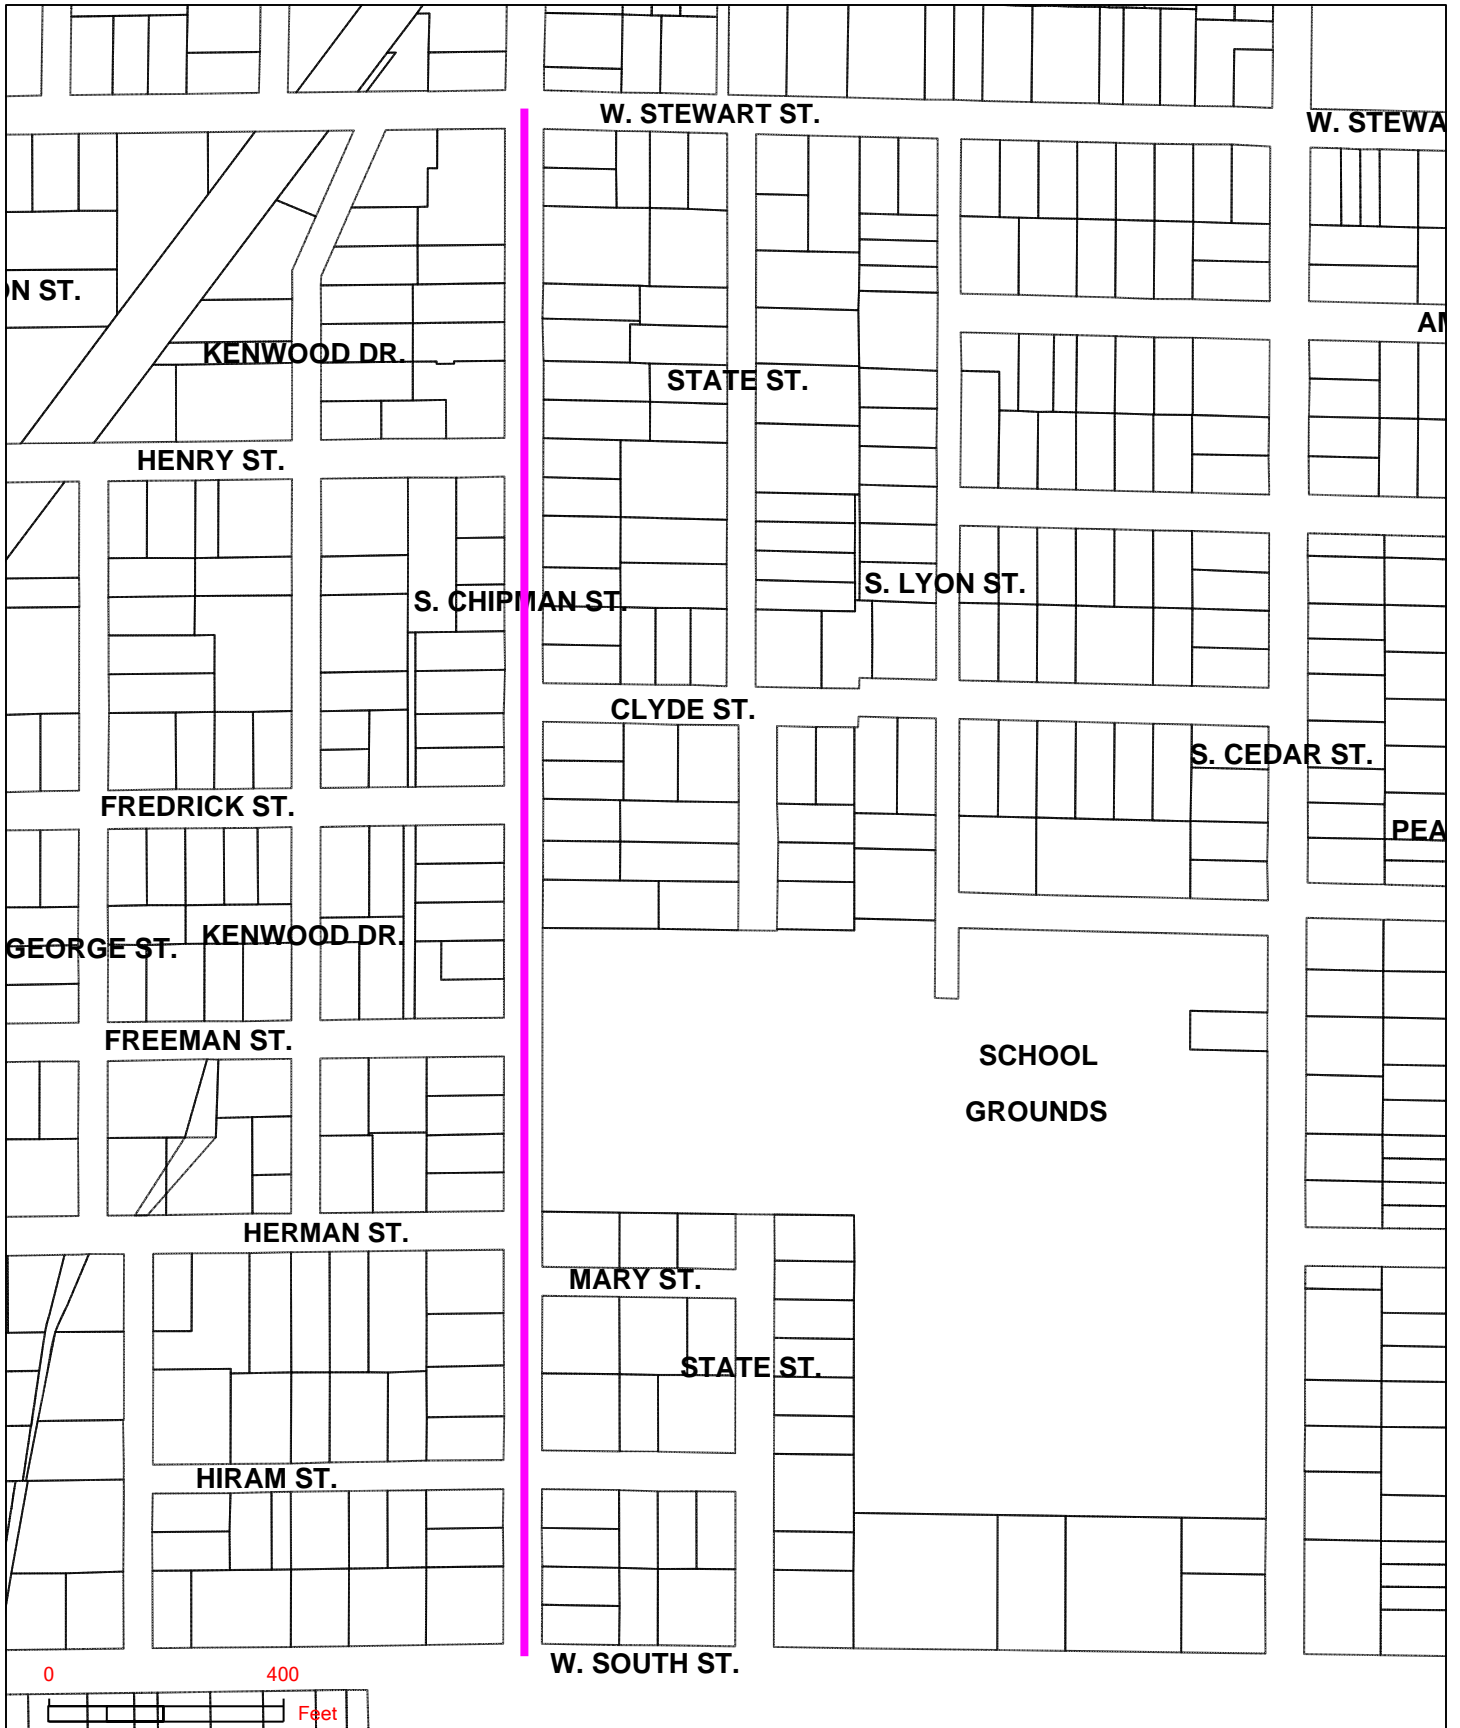 W. STEWART ST.
W. STEWA
N ST.
AM
KENWOOD DR.
STATE ST.
HENRY ST.
S. LYON ST.
S. CHIPMAN ST.
CLYDE ST.
S. CEDAR ST.
FREDRICK ST.
PEA
KENWOOD DR.
GEORGE ST.
FREEMAN ST.
SCHOOL
GROUNDS
HERMAN ST.
MARY ST.
STATE ST.
HIRAM ST.
W. SOUTH ST.
0 400
Feet